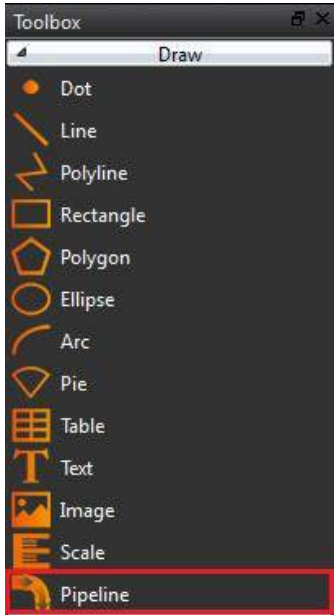 Toolbox
Draw
Dot
Line
Polyline
Rectangle
Polygon
Ellipse
Arc
Pie
Table
Text
Image
Scale
Pipeline